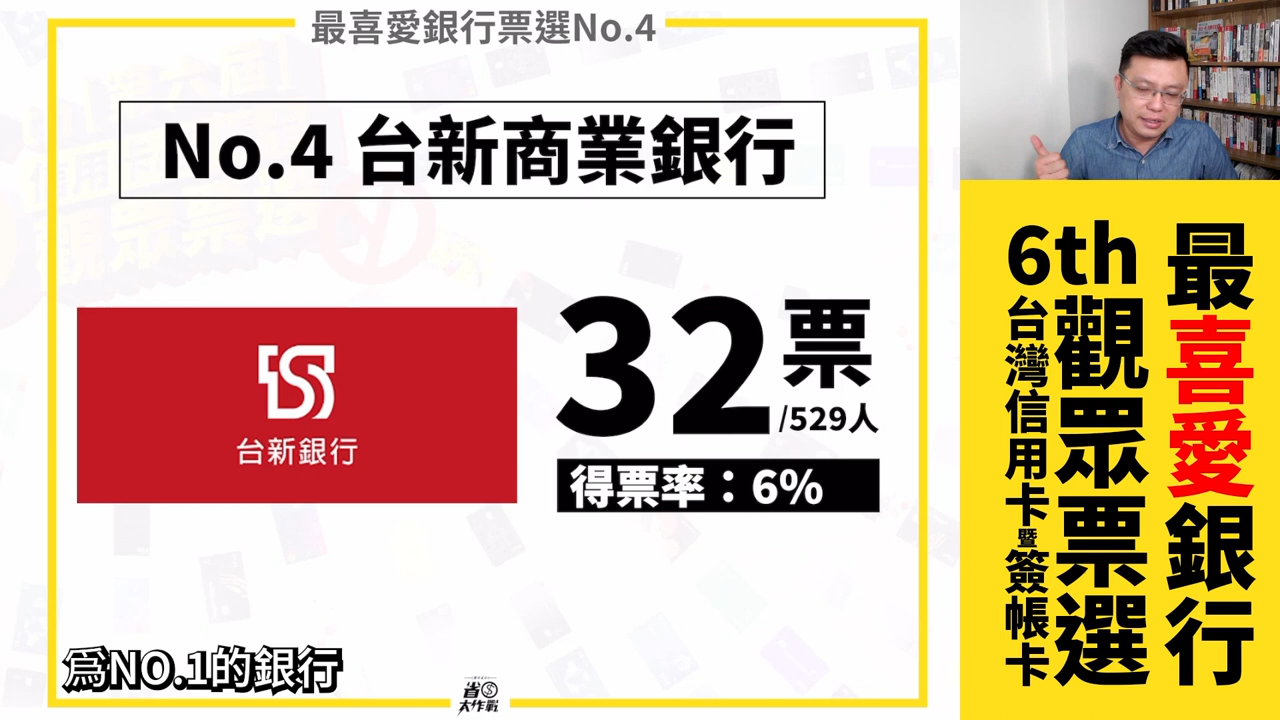 最喜愛銀行票選No.4
No.4 台新商業銀行
台新銀行
32票
/529人
得票率：6%
為NO.1的銀行
省
大作戰
最喜愛銀行
6th觀眾票選
台灣信用卡暨簽帳卡